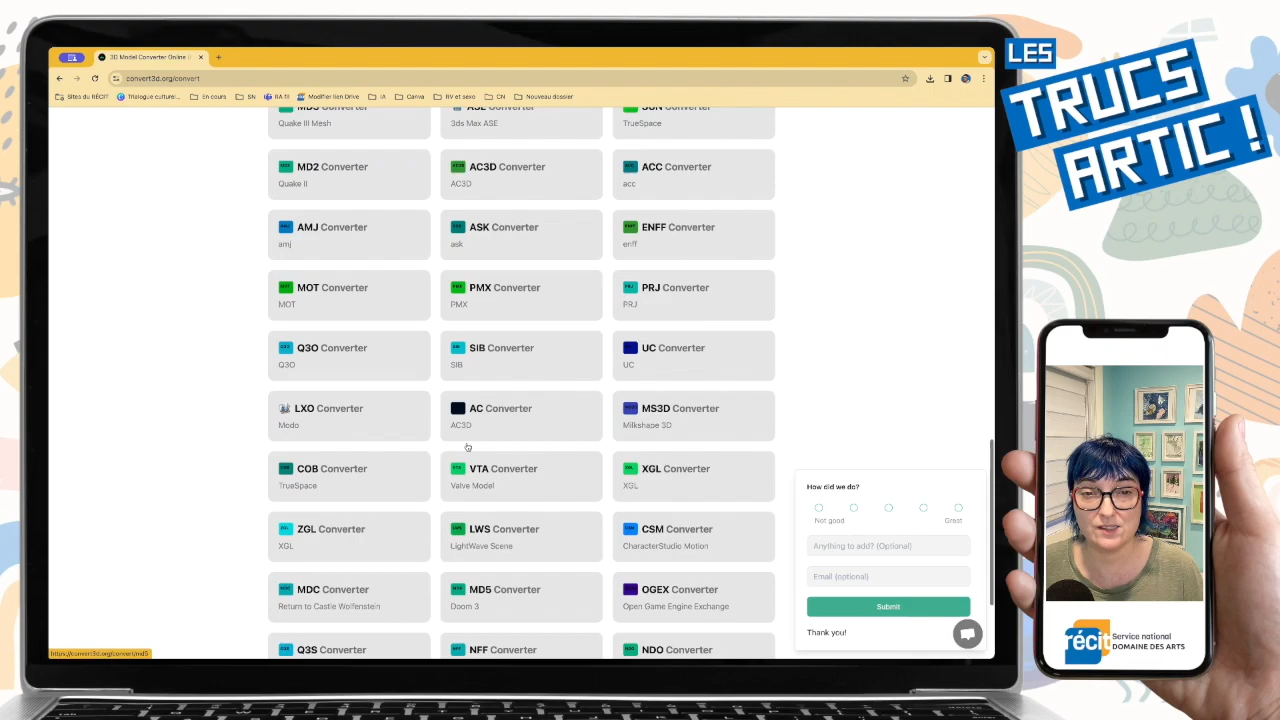 LES
TRUCS
ARTIC !
3D Model Converter Online
convert3d.org/convert
Sites du RÉCIT
Trialogue culturel...
En cours
SN
RA fil
Modifier lien Drive
IA
Canva
RV et sexo
CN
Nouveau dossier
Quake III Mesh
3ds Max ASE
TrueSpace
MD2 Converter
Quake II
AC3D Converter
AC3D
ACC Converter
acc
AMJ Converter
amj
ASK Converter
ask
ENFF Converter
enff
MOT Converter
MOT
PMX Converter
PMX
PRJ Converter
PRJ
Q3O Converter
Q3O
SIB Converter
SIB
UC Converter
UC
LXO Converter
Modo
AC Converter
AC3D
MS3D Converter
Milkshape 3D
COB Converter
TrueSpace
VTA Converter
Valve Model
XGL Converter
XGL
ZGL Converter
XGL
LWS Converter
LightWave Scene
CSM Converter
CharacterStudio Motion
MDC Converter
Return to Castle Wolfenstein
MD5 Converter
Doom 3
OGEX Converter
Open Game Engine Exchange
Q3S Converter
NFF Converter
NDO Converter
How did we do?
Not good
Great
Anything to add? (Optional)
Email (optional)
Submit
Thank you!
https://convert3d.org/convert/md5
récit
Service national
DOMAINE DES ARTS